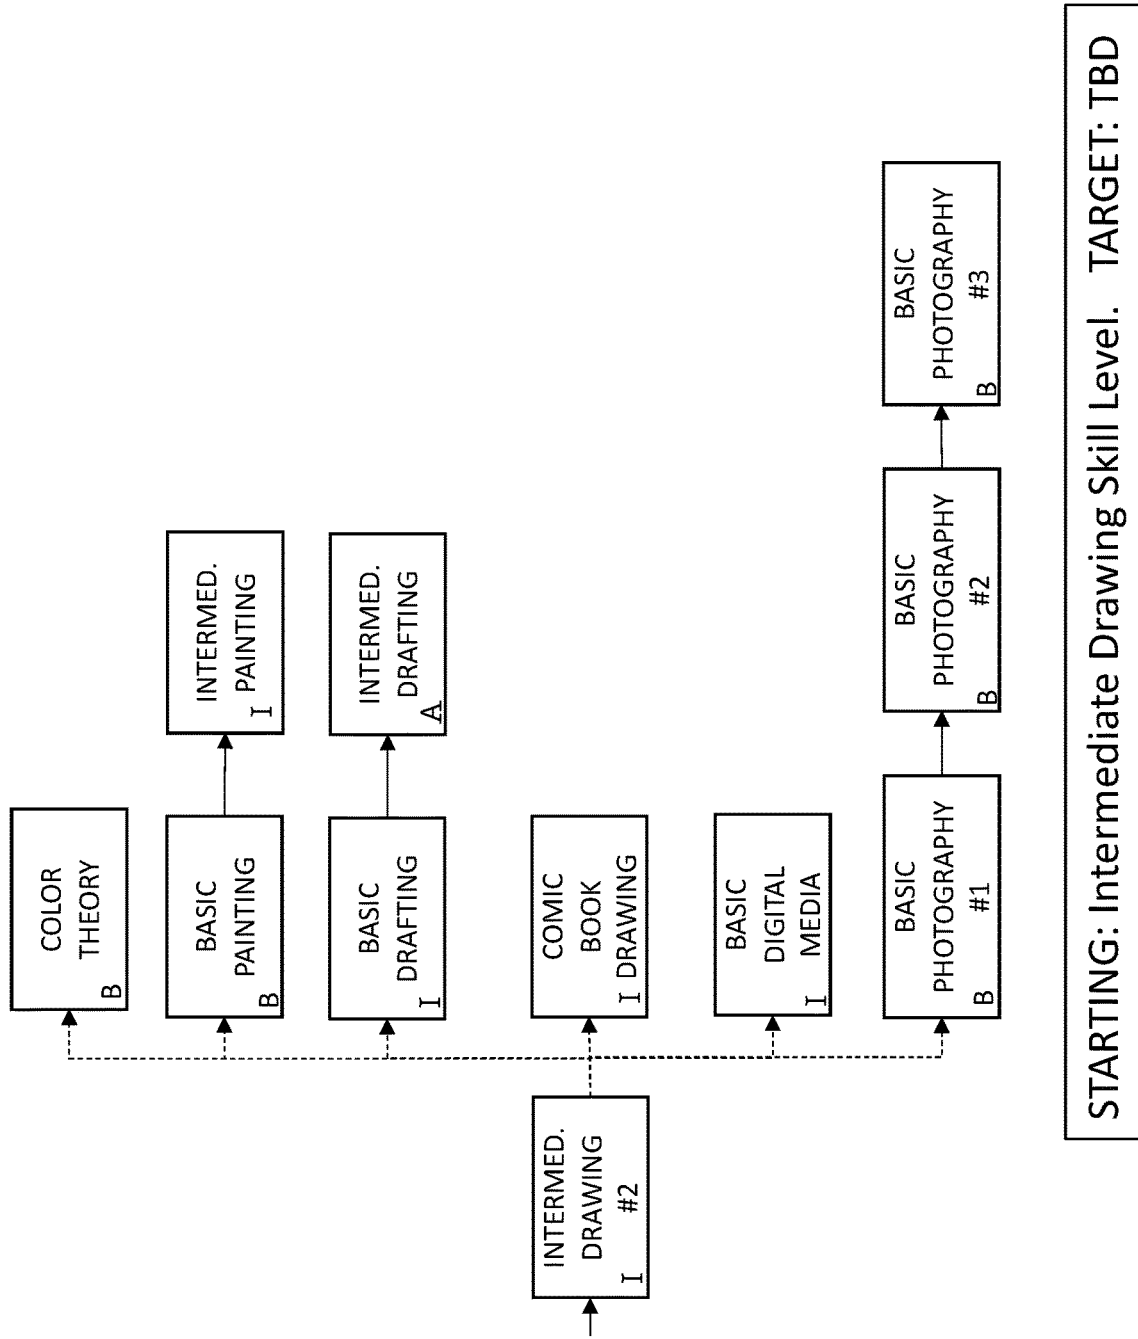 COLOR
THEORY
B
BASIC
PAINTING
B
INTERMED.
PAINTING
I
BASIC
DRAFTING
I
INTERMED.
DRAFTING
A
INTERMED.
DRAWING
#2
I
COMIC
BOOK
I DRAWING
BASIC
DIGITAL
MEDIA
I
BASIC
PHOTOGRAPHY
#1
B
BASIC
PHOTOGRAPHY
#2
B
BASIC
PHOTOGRAPHY
#3
B
STARTING: Intermediate Drawing Skill Level. TARGET: TBD